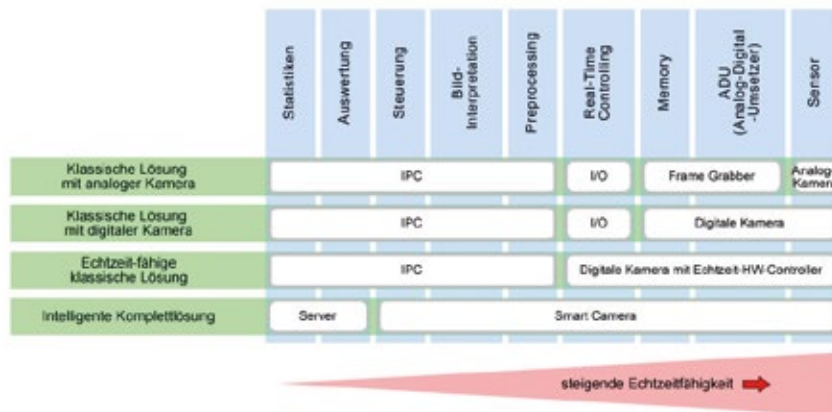 Statistiken
Auswertung
Steuerung
Bild-
Interpretation
Preprocessing
Real-Time
Controlling
Memory
ADU
(Analog-Digital
-Umsetzer)
Sensor
Klassische Lösung
mit analoger Kamera
IPC
I/O
Frame Grabber
Analog-
Kamera
Klassische Lösung
mit digitaler Kamera
IPC
I/O
Digitale Kamera
Echtzeit-fähige
klassische Lösung
IPC
Digitale Kamera mit Echtzeit-HW-Controller
Intelligente Komplettlösung
Server
Smart Camera
steigende Echtzeitfähigkeit